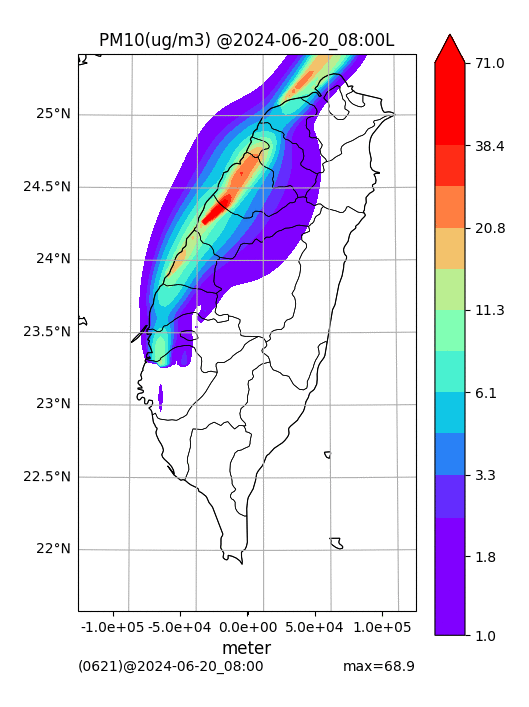 PM10(ug/m3) @2024-06-20_08:00L
25°N
24.5°N
24°N
23.5°N
23°N
22.5°N
22°N
-1.0e+05 -5.0e+04 0.0e+00 5.0e+04 1.0e+05
meter
(0621)@2024-06-20_08:00 max=68.9
71.0
38.4
20.8
11.3
6.1
3.3
1.8
1.0